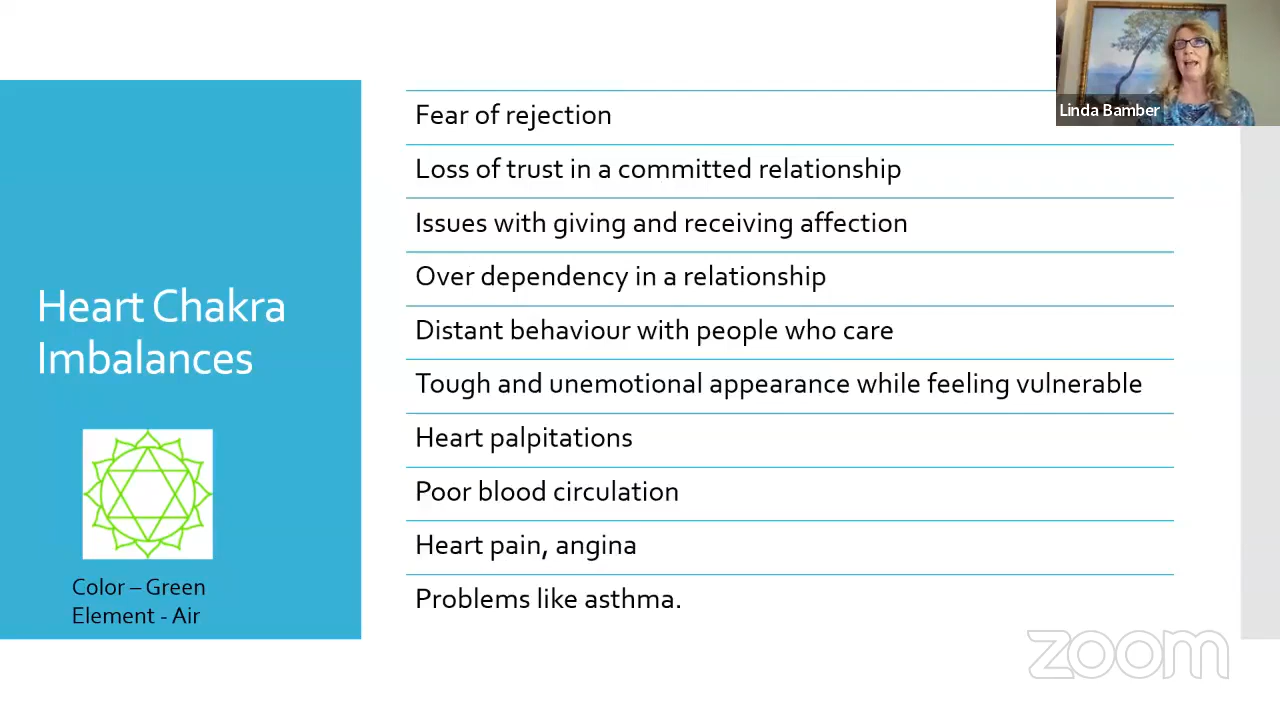 Heart Chakra
Imbalances
Color – Green
Element - Air
Fear of rejection
Loss of trust in a committed relationship
Issues with giving and receiving affection
Over dependency in a relationship
Distant behaviour with people who care
Tough and unemotional appearance while feeling vulnerable
Heart palpitations
Poor blood circulation
Heart pain, angina
Problems like asthma.
Linda Bamber
zoom